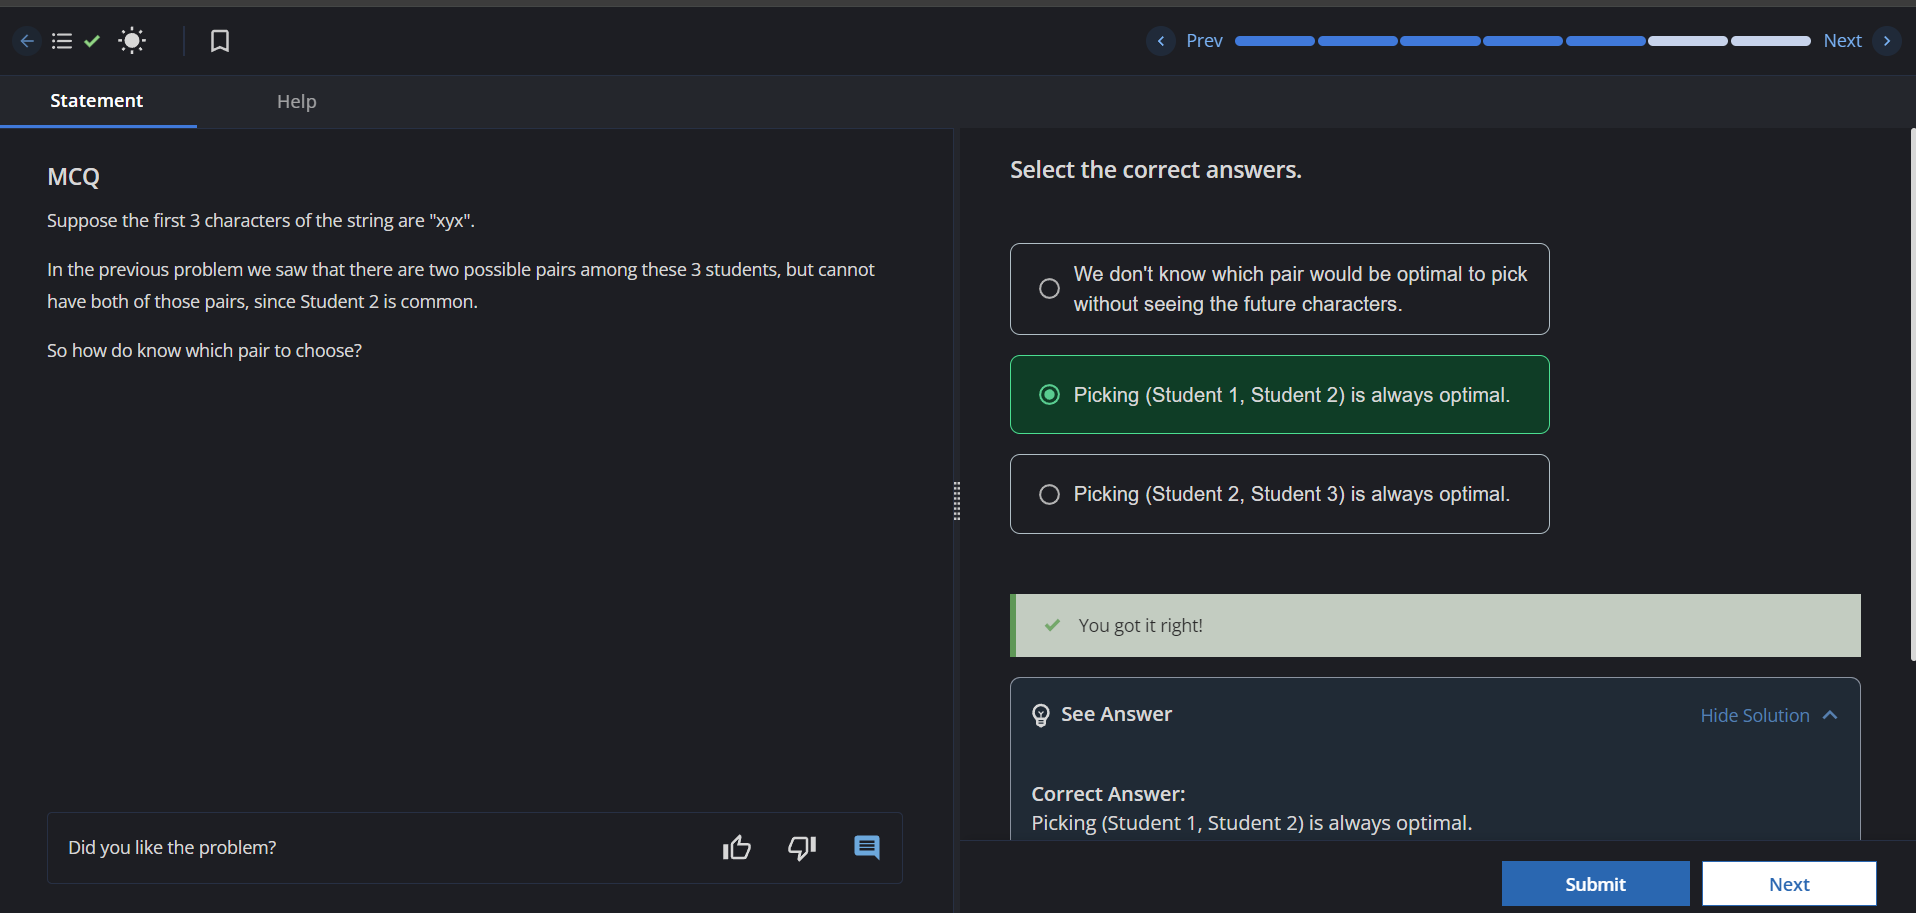 Prev
Next
Statement
Help
MCQ
Suppose the first 3 characters of the string are "xyx".
In the previous problem we saw that there are two possible pairs among these 3 students, but cannot
have both of those pairs, since Student 2 is common.
So how do know which pair to choose?
Did you like the problem?
Select the correct answers.
We don't know which pair would be optimal to pick
without seeing the future characters.
Picking (Student 1, Student 2) is always optimal.
Picking (Student 2, Student 3) is always optimal.
You got it right!
See Answer
Hide Solution
Correct Answer:
Picking (Student 1, Student 2) is always optimal.
Submit
Next